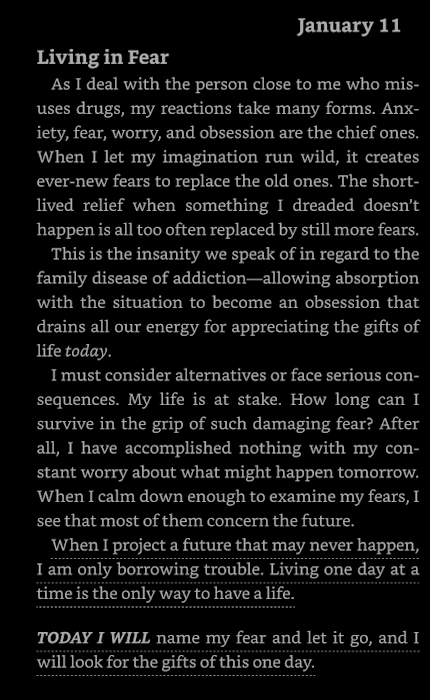 January 11
Living in Fear
As I deal with the person close to me who mis-
uses drugs, my reactions take many forms. Anx-
iety, fear, worry, and obsession are the chief ones.
When I let my imagination run wild, it creates
ever-new fears to replace the old ones. The short-
lived relief when something I dreaded doesn't
happen is all too often replaced by still more fears.
This is the insanity we speak of in regard to the
family disease of addiction—allowing absorption
with the situation to become an obsession that
drains all our energy for appreciating the gifts of
life today.
I must consider alternatives or face serious con-
sequences. My life is at stake. How long can I
survive in the grip of such damaging fear? After
all, I have accomplished nothing with my con-
stant worry about what might happen tomorrow.
When I calm down enough to examine my fears, I
see that most of them concern the future.
When I project a future that may never happen,
I am only borrowing trouble. Living one day at a
time is the only way to have a life.
TODAY I WILL name my fear and let it go, and I
will look for the gifts of this one day.